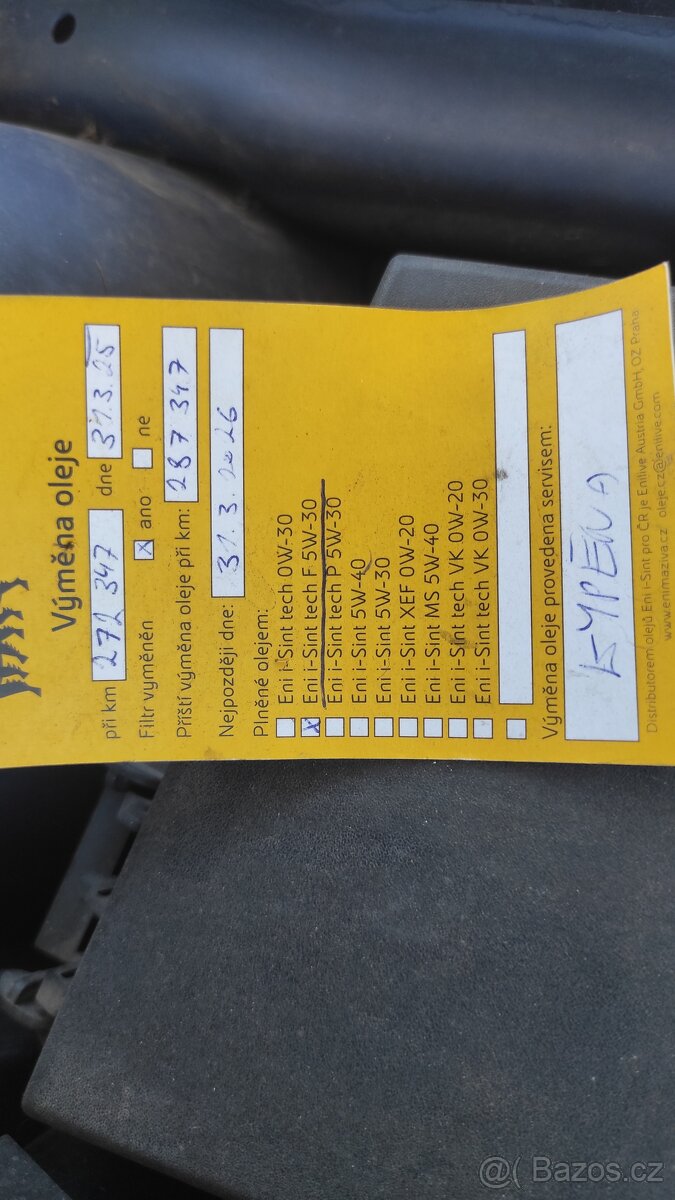 Výměna oleje
při km 272 347 dne 31.3.25
Filtr vyměněn x ano ne
Příští výměna oleje při km: 287 347
Nejpozději dne: 31.3.2026
Plněné olejem:
Eni i-Sint tech 0W-30
x Eni i-Sint tech F 5W-30
Eni i-Sint tech P 5W-30
Eni i-Sint 5W-40
Eni i-Sint 5W-30
Eni i-Sint XEF 0W-20
Eni i-Sint MS 5W-40
Eni i-Sint tech VK 0W-20
Eni i-Sint tech VK 0W-30
Výměna oleje provedena servisem:
Distributorem olejů Eni i-Sint pro ČR je Enilive Austria GmbH, OZ Praha
www.enimaziva.cz oleje.cz@enilive.com
@( Bazos.cz